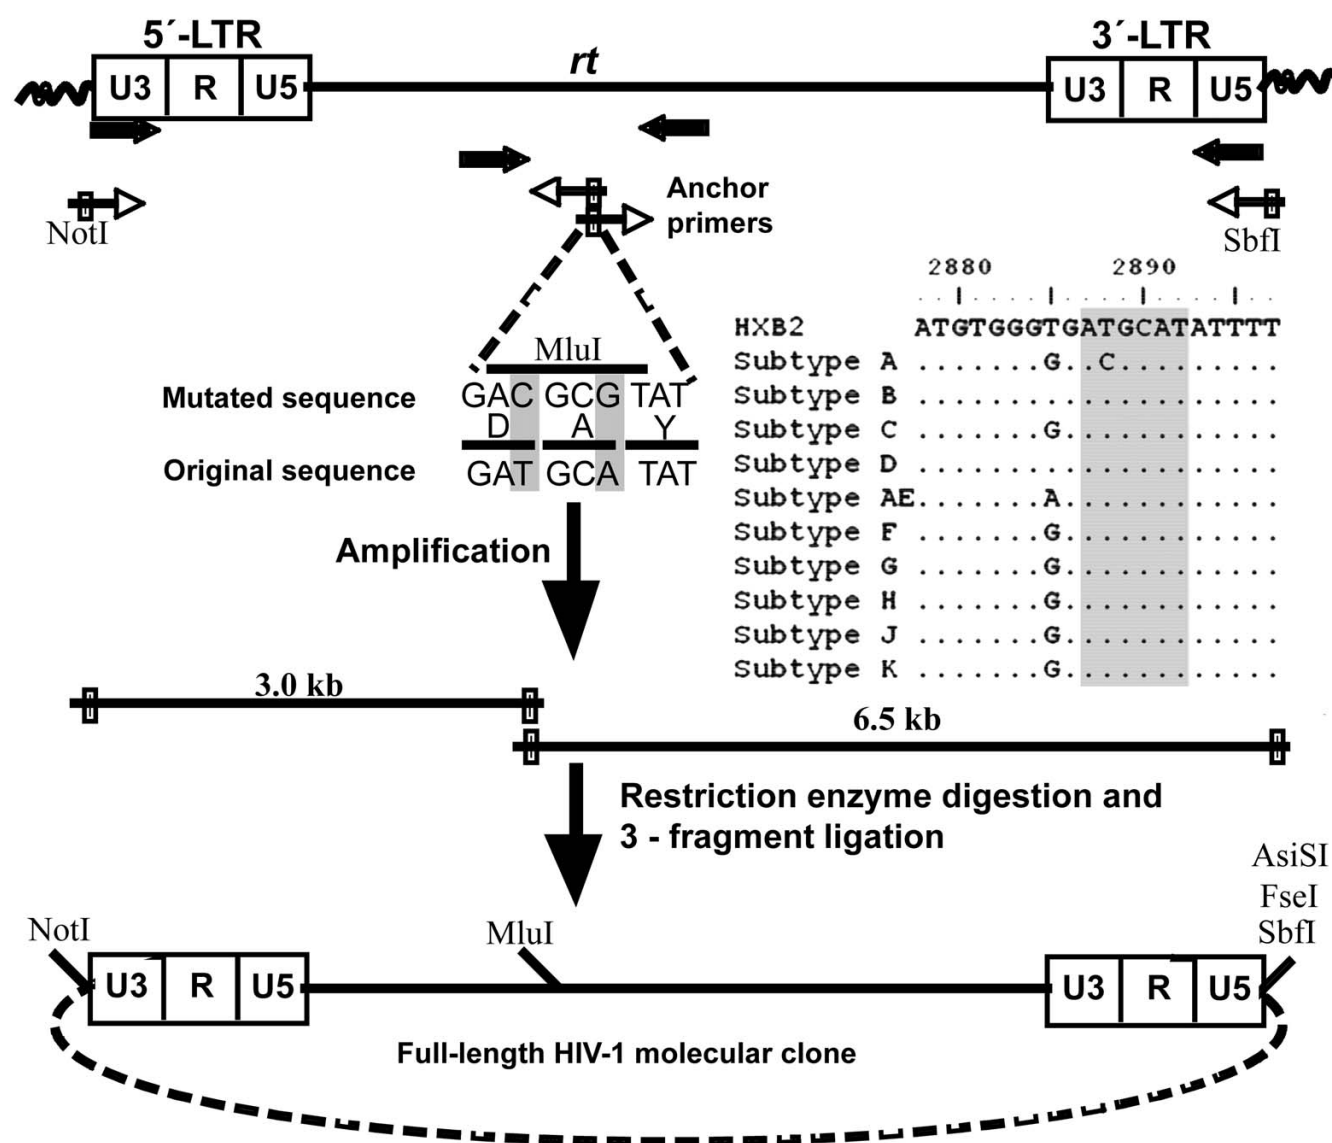 5´-LTR
rt
3´-LTR
U3 R U5
U3 R U5
Anchor
primers
NotI
SbfI
2880 2890
HXB2 ATGTGGGTGATGCATATTTT
Subtype A .......G..C.........
Subtype B ....................
Subtype C .......G............
Subtype D ....................
Subtype AE .......A............
Subtype F .......G............
Subtype G .......G............
Subtype H .......G............
Subtype J .......G............
Subtype K .......G............
MluI
Mutated sequence GAC GCG TAT
D A Y
Original sequence GAT GCA TAT
Amplification
3.0 kb
6.5 kb
Restriction enzyme digestion and
3 - fragment ligation
AsiSI
FseI
SbfI
NotI
MluI
U3 R U5
U3 R U5
Full-length HIV-1 molecular clone